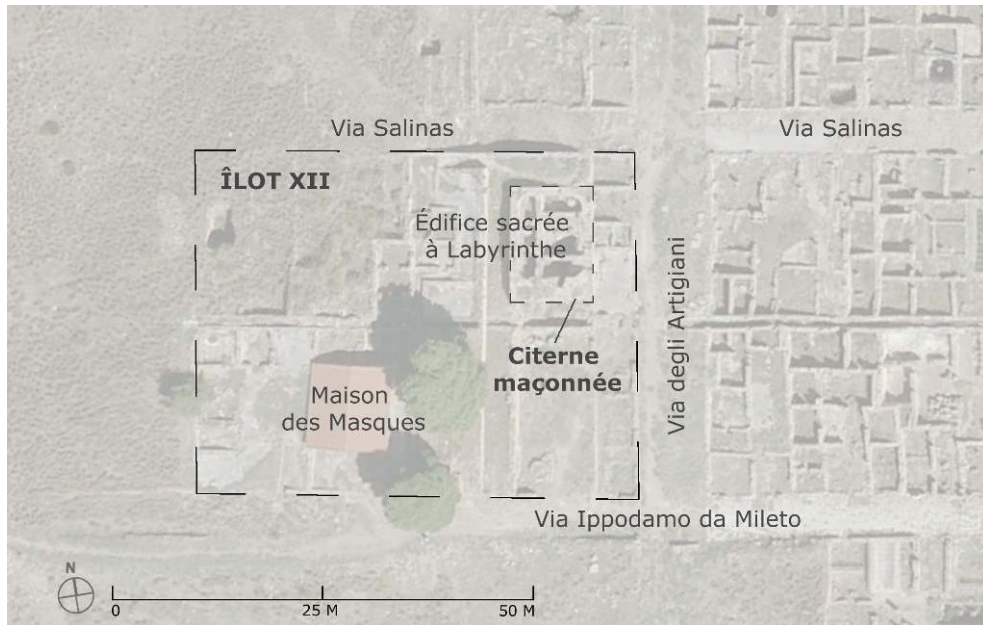 Via Salinas
Via Salinas
ÎLOT XII
Édifice sacrée
à Labyrinthe
Via degli Artigiani
Citerne
maçonnée
Maison
des Masques
Via Ippodamo da Mileto
N
0
25 M
50 M